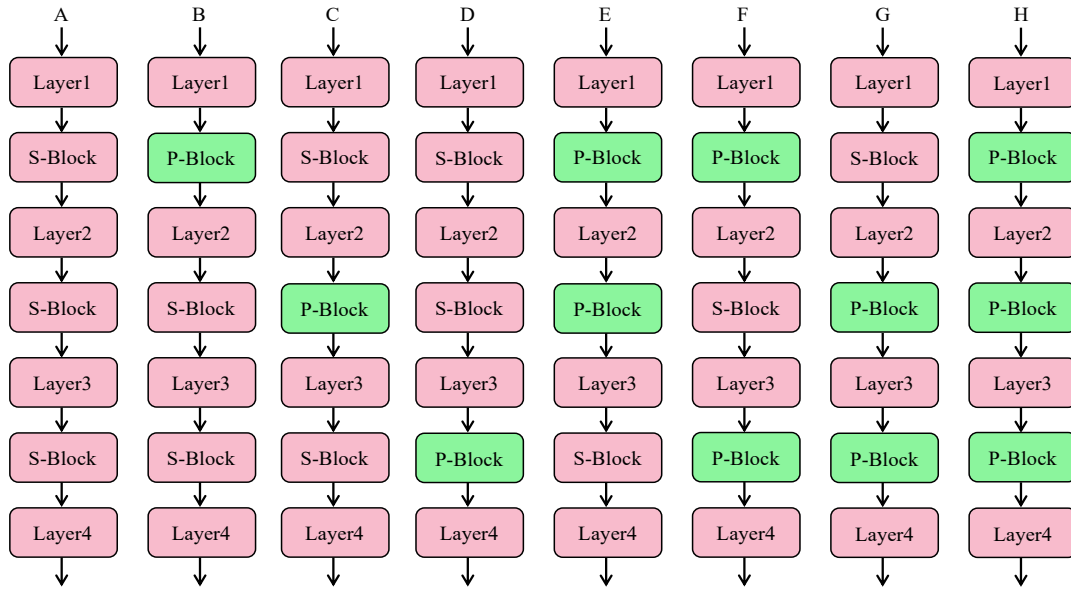 A B C D E F G H
Layer1 Layer1 Layer1 Layer1 Layer1 Layer1 Layer1 Layer1
S-Block P-Block S-Block S-Block P-Block P-Block S-Block P-Block
Layer2 Layer2 Layer2 Layer2 Layer2 Layer2 Layer2 Layer2
S-Block S-Block P-Block S-Block P-Block S-Block P-Block P-Block
Layer3 Layer3 Layer3 Layer3 Layer3 Layer3 Layer3 Layer3
S-Block S-Block S-Block P-Block S-Block P-Block P-Block P-Block
Layer4 Layer4 Layer4 Layer4 Layer4 Layer4 Layer4 Layer4